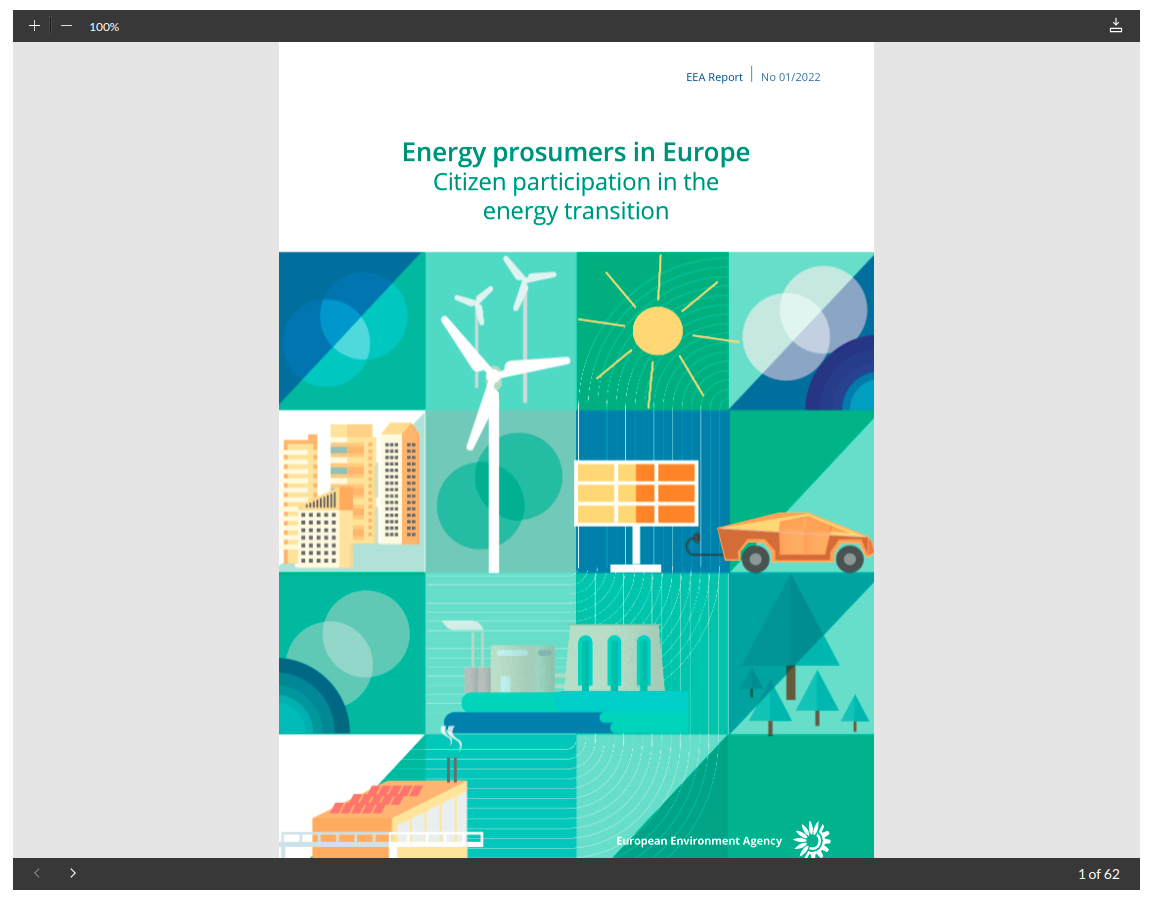 100%
EEA Report No 01/2022
Energy prosumers in Europe
Citizen participation in the
energy transition
European Environment Agency
1 of 62